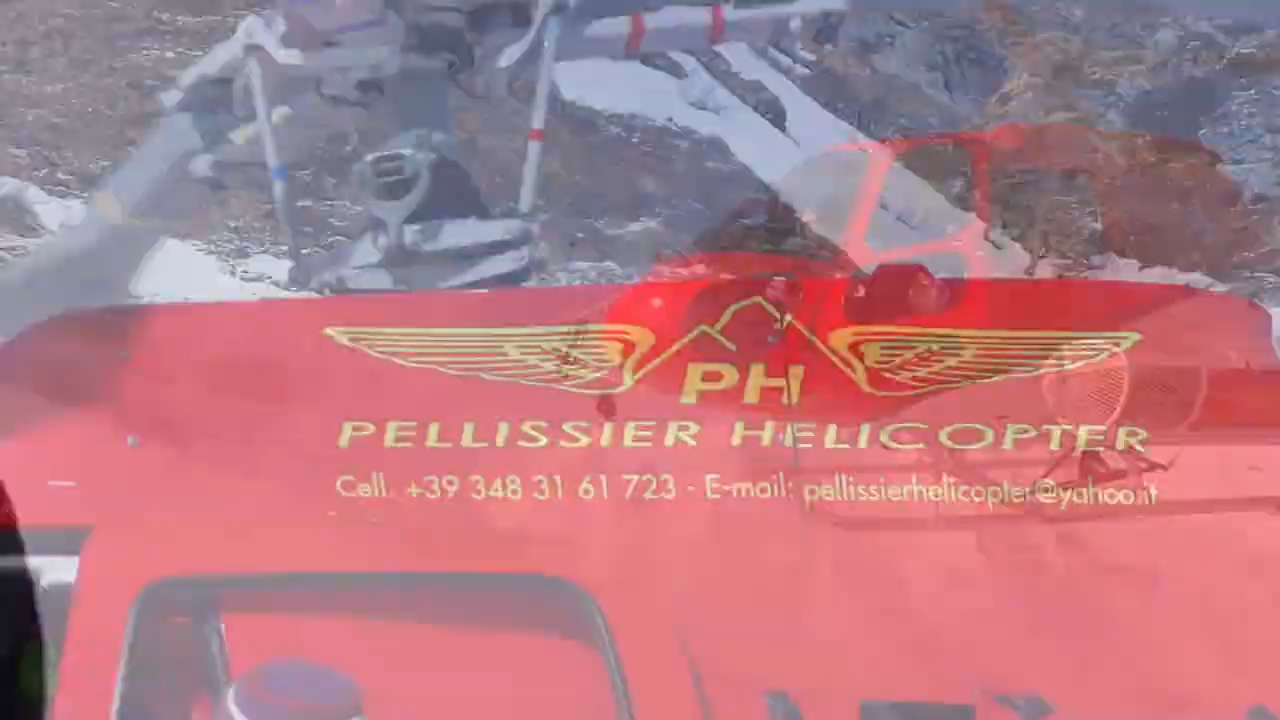 PH
PELLISSIER HELICOPTER
Cell. +39 348 31 61 723 - E-mail: pellissierhelicopter@yahoo.it